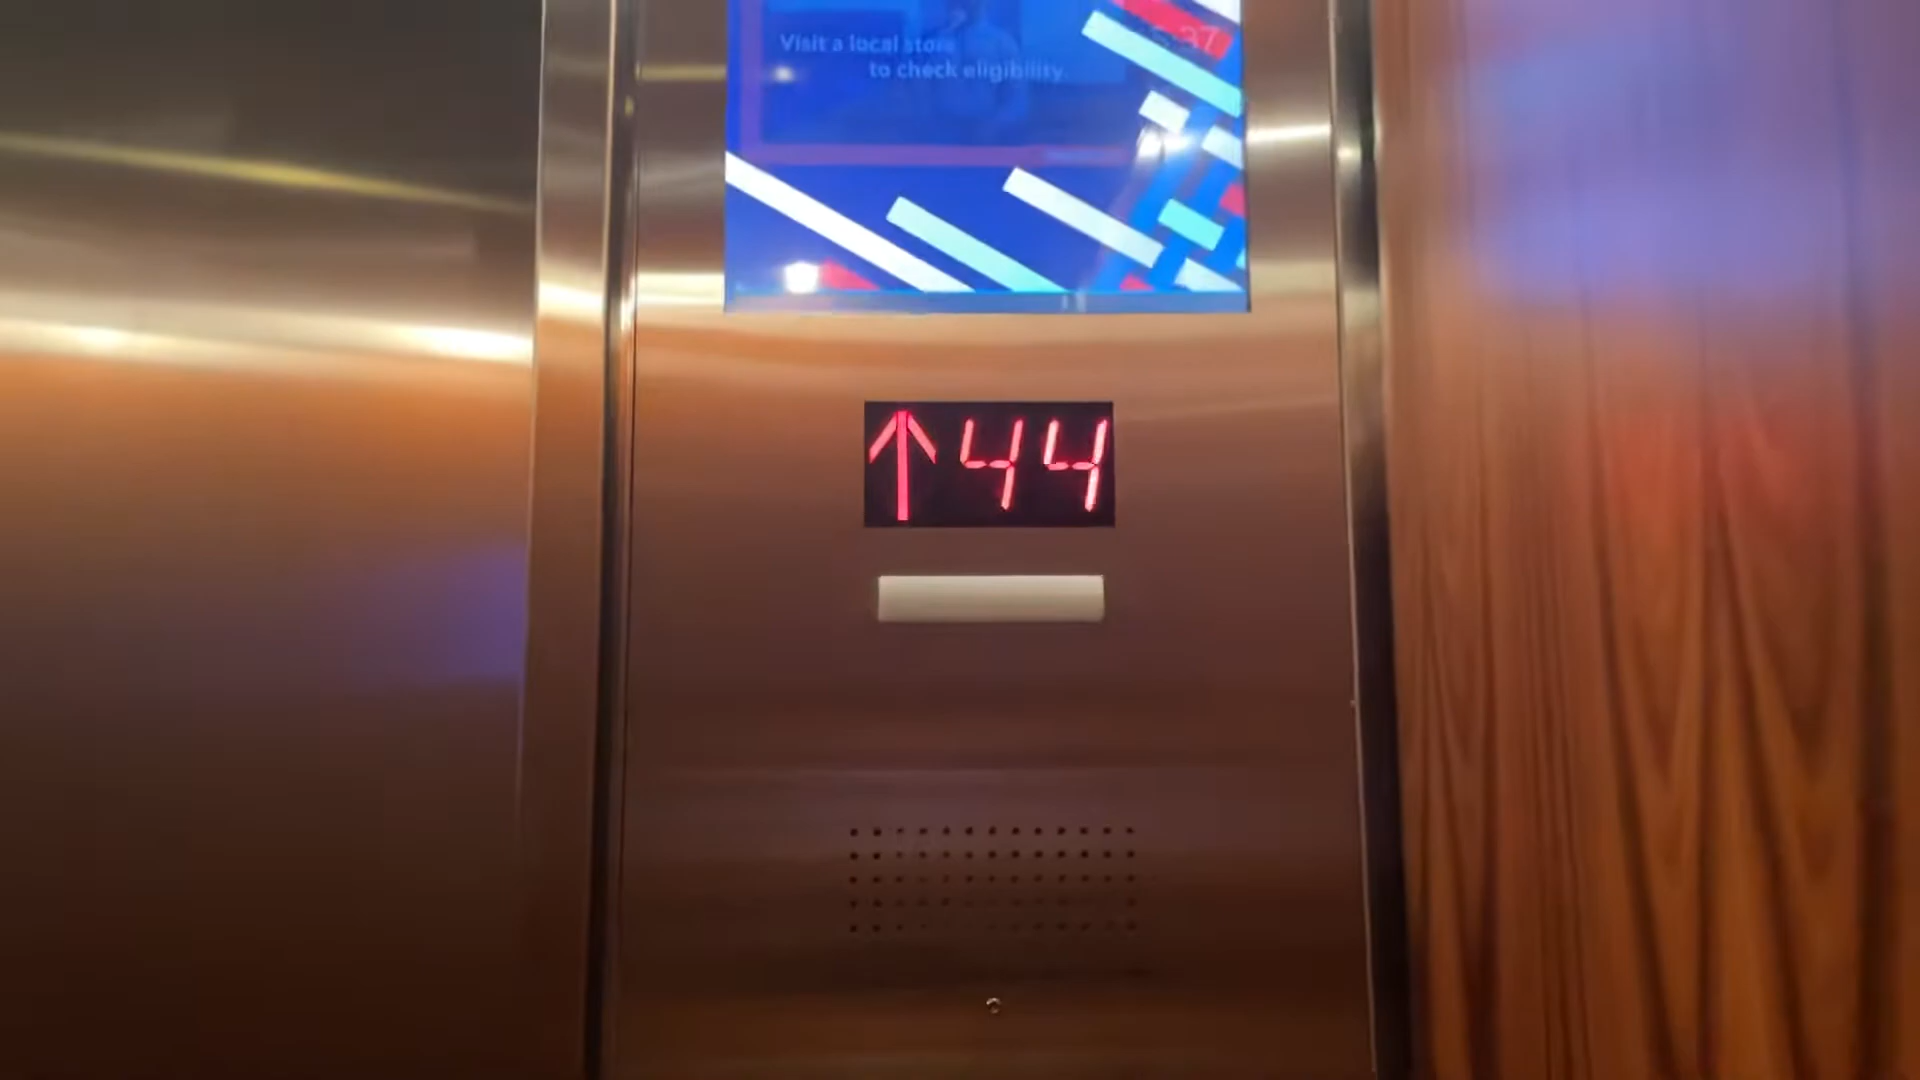 Visit a local store
to check eligibility.
↑ 44